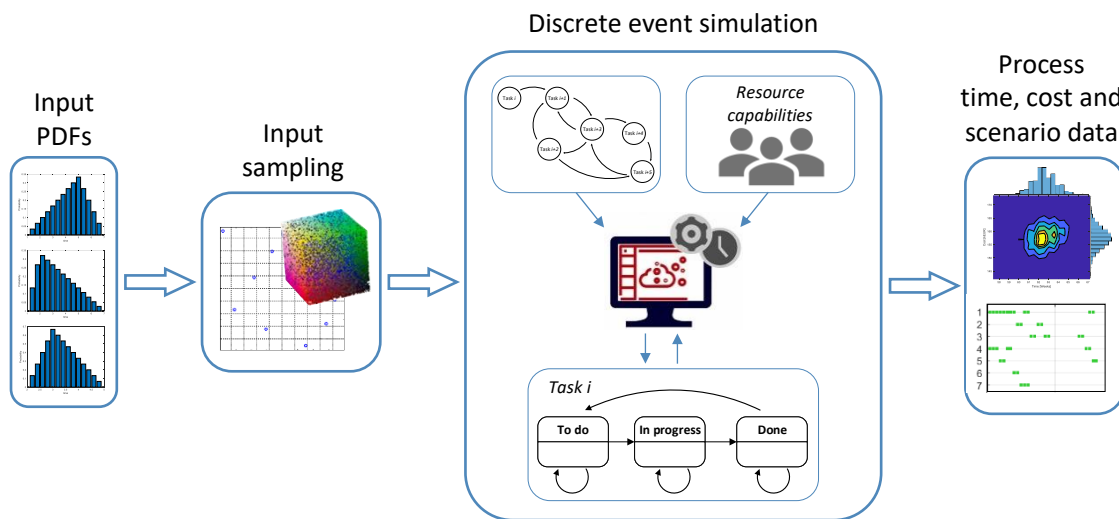 Discrete event simulation
Input
PDFs
Input
sampling
Process
time, cost and
scenario data
Task i
Task i+1
Task i+2
Task i+3
Task i+4
Task i+5
Resource
capabilities
Task i
To do
In progress
Done
1
2
3
4
5
6
7